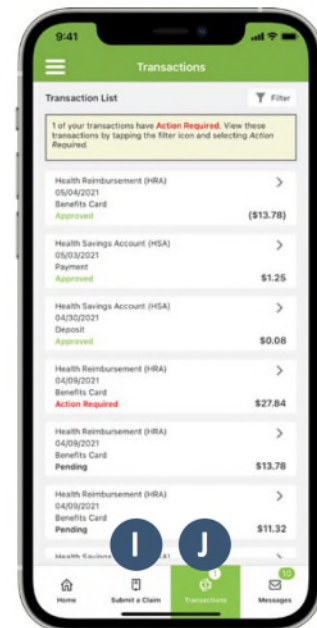 9:41
Transactions
Transaction List
Filter
1 of your transactions have Action Required. View these
transactions by tapping the filter icon and selecting Action
Required.
Health Reimbursement (HRA)
05/04/2021
Benefits Card
Approved ($13.78)
Health Savings Account (HSA)
05/03/2021
Payment
Approved $1.25
Health Savings Account (HSA)
04/30/2021
Deposit
Approved $0.08
Health Reimbursement (HRA)
04/09/2021
Benefits Card
Action Required $27.84
Health Reimbursement (HRA)
04/09/2021
Benefits Card
Pending $13.78
Health Reimbursement (HRA)
04/09/2021
Benefits Card
Pending $11.32
I J
Health Savings
1 10
Home Submit a Claim Transactions Messages